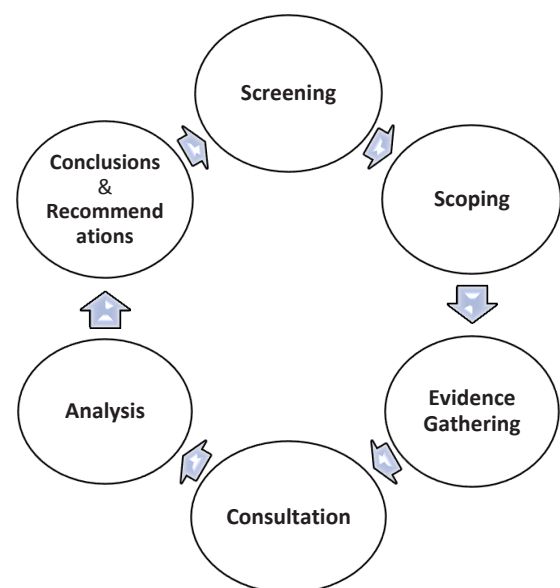 Screening
Scoping
Evidence
Gathering
Consultation
Analysis
Conclusions
&
Recommend
ations